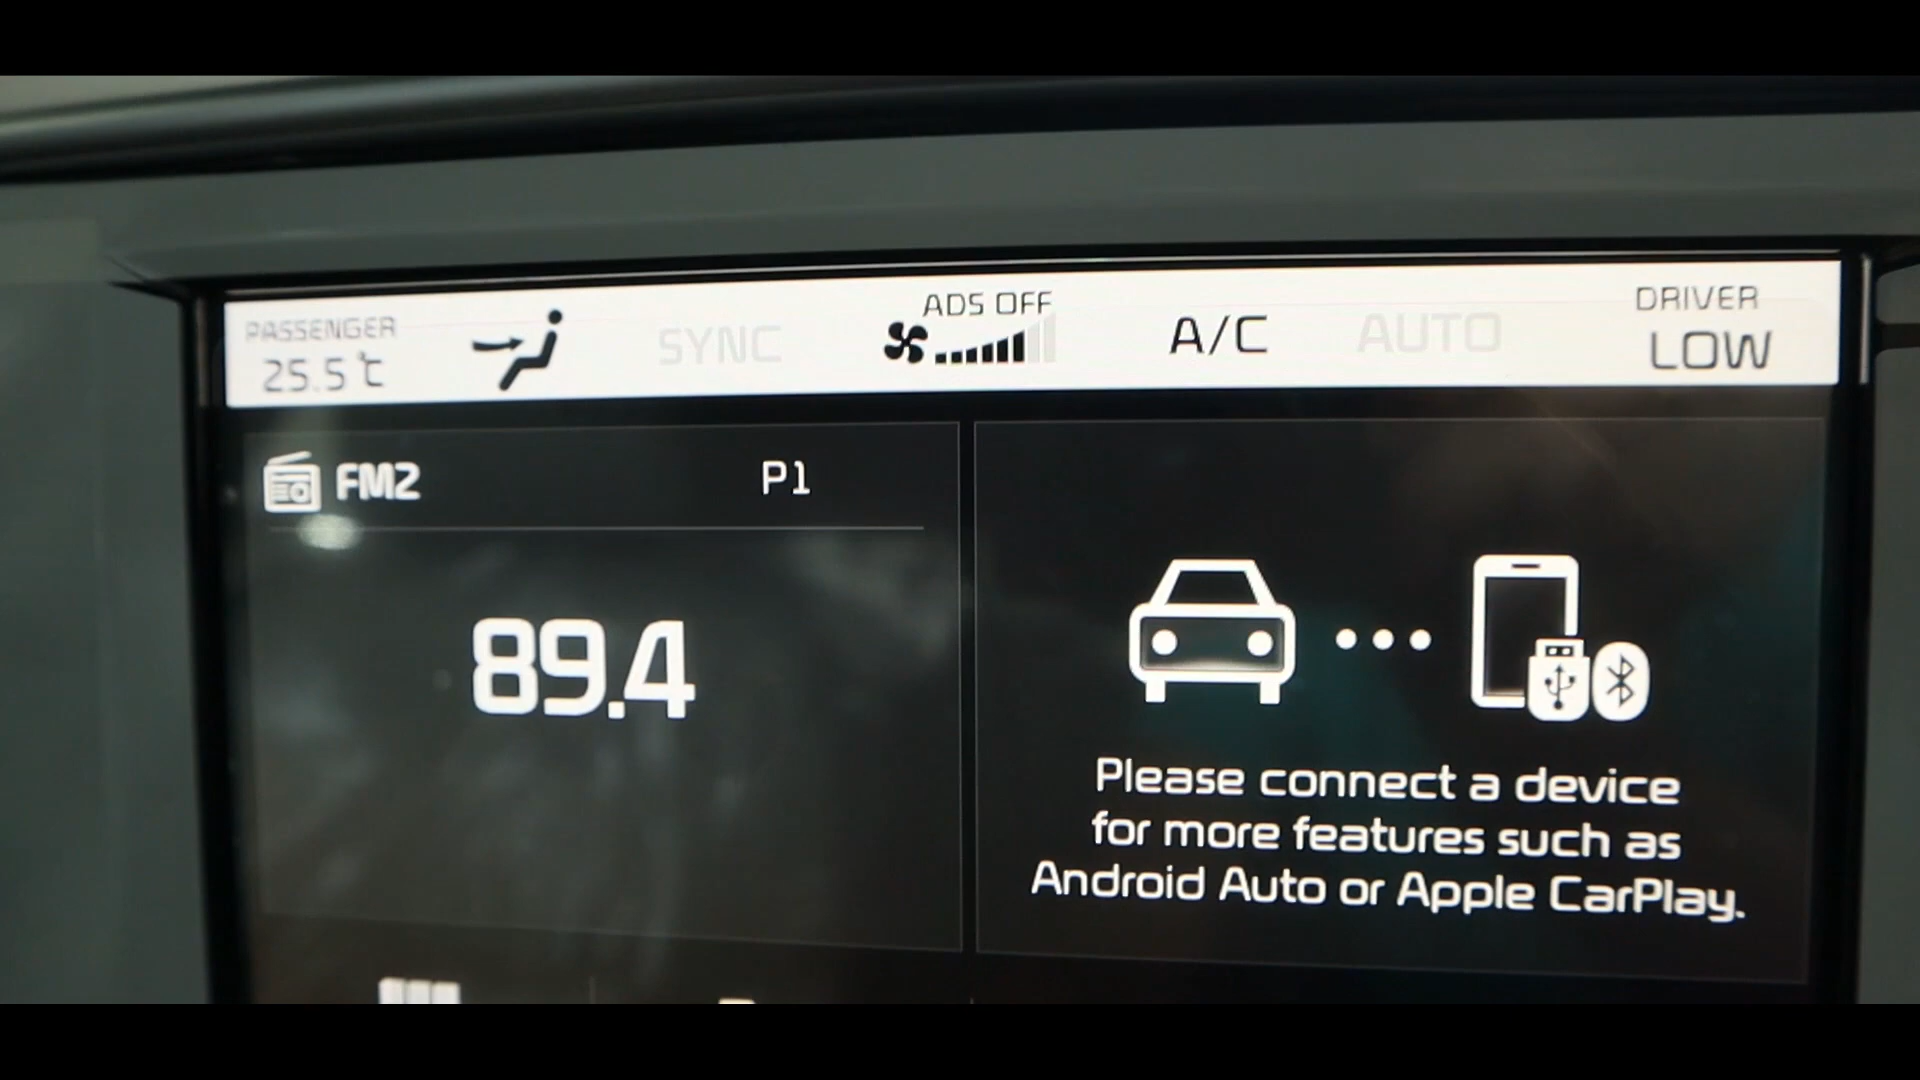 PASSENGER
25.5 ℃
SYNC
ADS OFF
A/C
AUTO
DRIVER
LOW
FM2
P1
89.4
Please connect a device
for more features such as
Android Auto or Apple CarPlay.